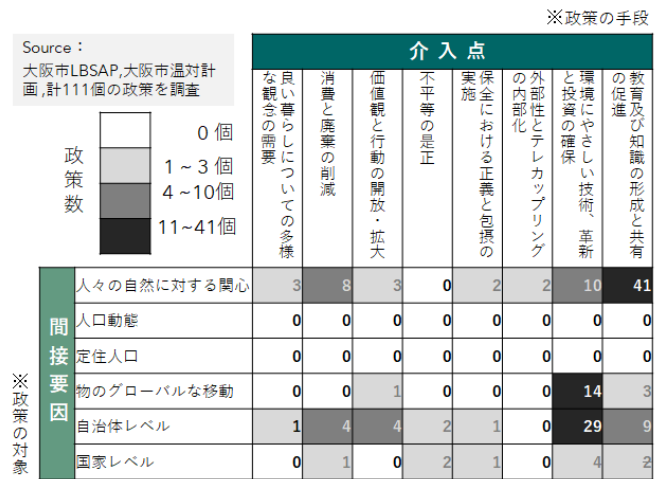 ※政策の手段
Source：
大阪市LBSAP,大阪市温対計
画,計111個の政策を調査
政策数
0 個
1 ~ 3 個
4 ~10個
11~41個
介入点
良い暮らしについての多様
な観念の需要
消費と廃棄の削減
価値観と行動の開放・拡大
不平等の是正
保全における正義と包摂の
実施
外部性とテレカップリング
の内部化
環境にやさしい技術、革新
と投資の確保
教育及び知識の形成と共有
の促進
※政策の対象
間接要因
人々の自然に対する関心 3 8 3 0 2 2 10 41
人口動態 0 0 0 0 0 0 0 0
定住人口 0 0 0 0 0 0 0 0
物のグローバルな移動 0 0 1 0 0 0 14 3
自治体レベル 1 4 4 2 1 0 29 9
国家レベル 0 1 0 2 1 0 4 2